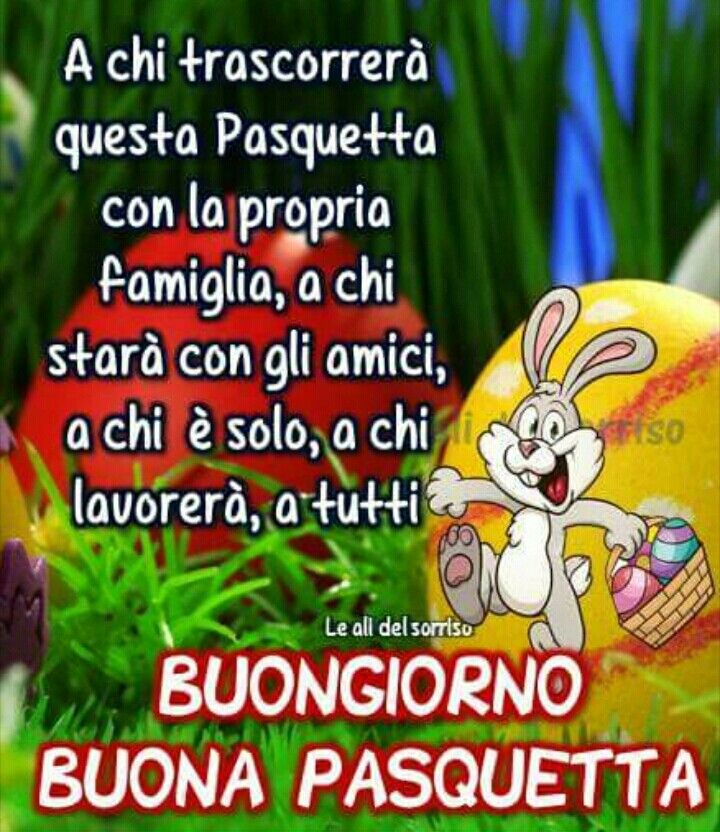 A chi trascorrerà
questa Pasquetta
con la propria
famiglia, a chi
starà con gli amici,
a chi è solo, a chi
lavorerà, a tutti
Le ali del sorriso
BUONGIORNO
BUONA PASQUETTA